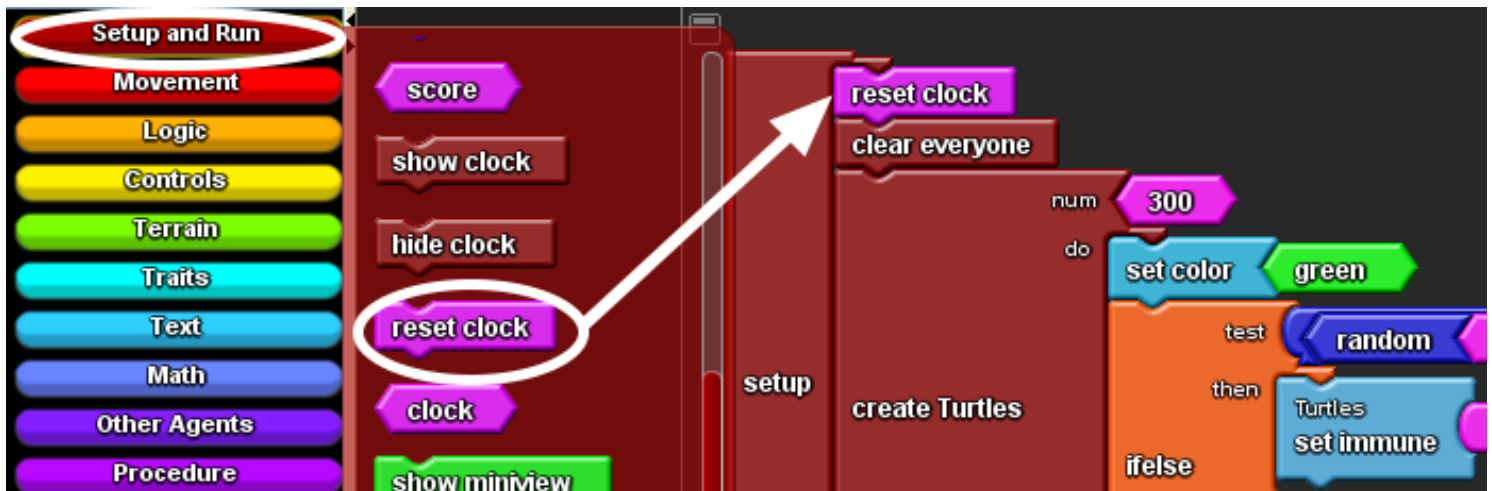 Setup and Run
Movement
Logic
Controls
Terrain
Traits
Text
Math
Other Agents
Procedure
score
show clock
hide clock
reset clock
clock
show miniview
setup
reset clock
clear everyone
create Turtles
num 300
do
set color green
ifelse
test random
then
Turtles
set immune